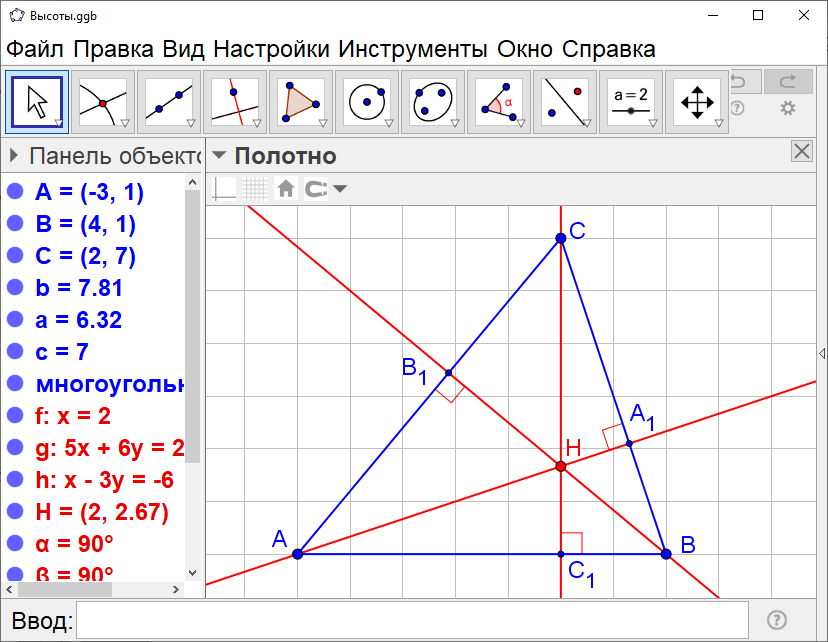 Высоты.ggb
Файл Правка Вид Настройки Инструменты Окно Справка
α
a=2
Панель объекто
Полотно
A = (-3, 1)
B = (4, 1)
C = (2, 7)
b = 7.81
a = 6.32
c = 7
многоугольн
f: x = 2
g: 5x + 6y = 2
h: x - 3y = -6
H = (2, 2.67)
α = 90°
β = 90°
C
B₁
A₁
H
A
B
C₁
Ввод: